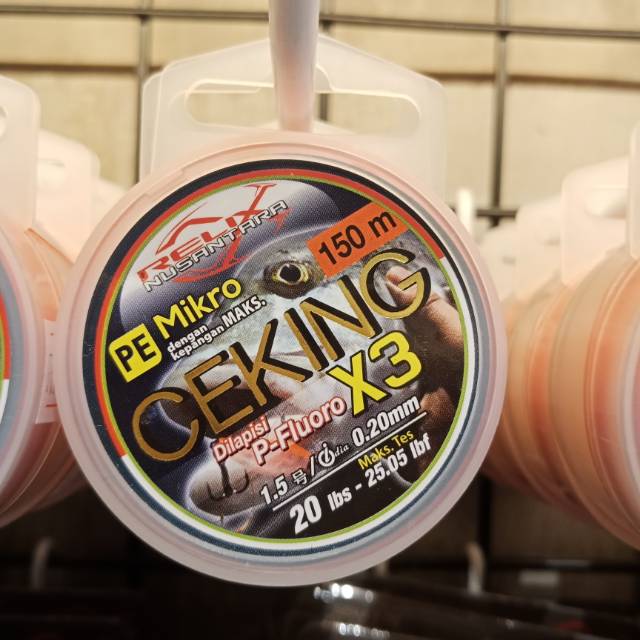 RELIX
NUSANTARA
150 m
PE Mikro
dengan
kepangan MAKS.
CEKING
X3
Dilapisi
P-Fluoro
1.5 号 / dia 0.20mm
Maks. Tes
20 lbs - 25.05 lbf